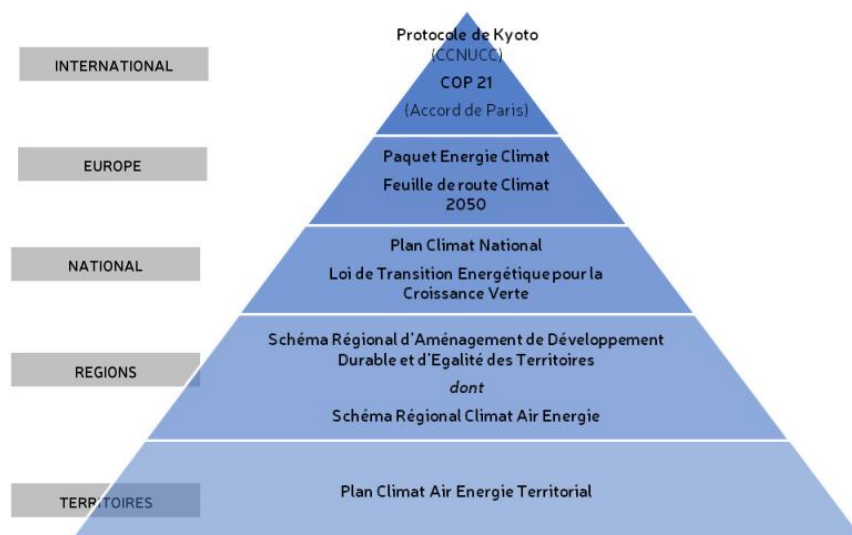 INTERNATIONAL
Protocole de Kyoto
(CCNUCC)
COP 21
(Accord de Paris)
EUROPE
Paquet Energie Climat
Feuille de route Climat
2050
NATIONAL
Plan Climat National
Loi de Transition Energétique pour la
Croissance Verte
REGIONS
Schéma Régional d'Aménagement de Développement
Durable et d'Egalité des Territoires
dont
Schéma Régional Climat Air Energie
TERRITOIRES
Plan Climat Air Energie Territorial